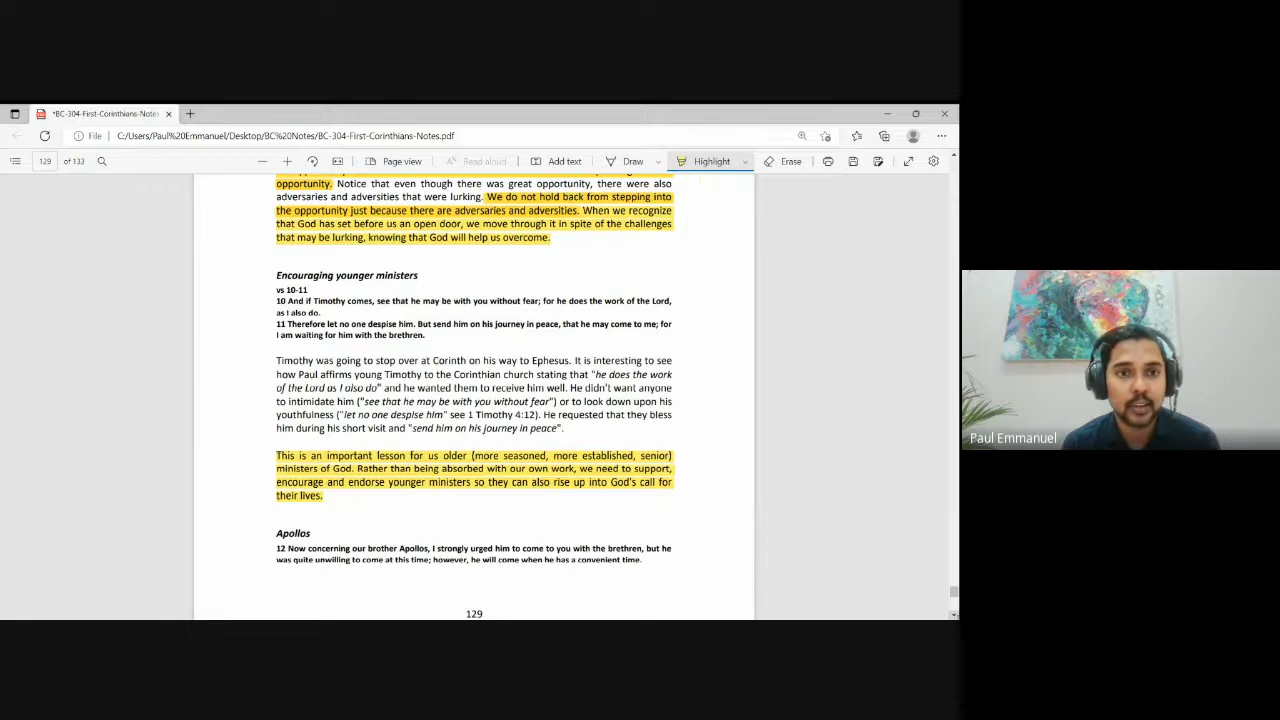 *BC-304-First-Corinthians-Notes
File
C:/Users/Paul%20Emmanuel/Desktop/BC%20Notes/BC-304-First-Corinthians-Notes.pdf
129 of 133
Page view
Read aloud
Add text
Draw
Highlight
Erase
opportunity. Notice that even though there was great opportunity, there were also
adversaries and adversities that were lurking. We do not hold back from stepping into
the opportunity just because there are adversaries and adversities. When we recognize
that God has set before us an open door, we move through it in spite of the challenges
that may be lurking, knowing that God will help us overcome.
Encouraging younger ministers
vs 10-11
10 And if Timothy comes, see that he may be with you without fear; for he does the work of the Lord,
as I also do.
11 Therefore let no one despise him. But send him on his journey in peace, that he may come to me; for
I am waiting for him with the brethren.
Timothy was going to stop over at Corinth on his way to Ephesus. It is interesting to see
how Paul affirms young Timothy to the Corinthian church stating that "he does the work
of the Lord as I also do" and he wanted them to receive him well. He didn't want anyone
to intimidate him ("see that he may be with you without fear") or to look down upon his
youthfulness ("let no one despise him" see 1 Timothy 4:12). He requested that they bless
him during his short visit and "send him on his journey in peace".
This is an important lesson for us older (more seasoned, more established, senior)
ministers of God. Rather than being absorbed with our own work, we need to support,
encourage and endorse younger ministers so they can also rise up into God's call for
their lives.
Apollos
12 Now concerning our brother Apollos, I strongly urged him to come to you with the brethren, but he
was quite unwilling to come at this time; however, he will come when he has a convenient time.
129
Paul Emmanuel